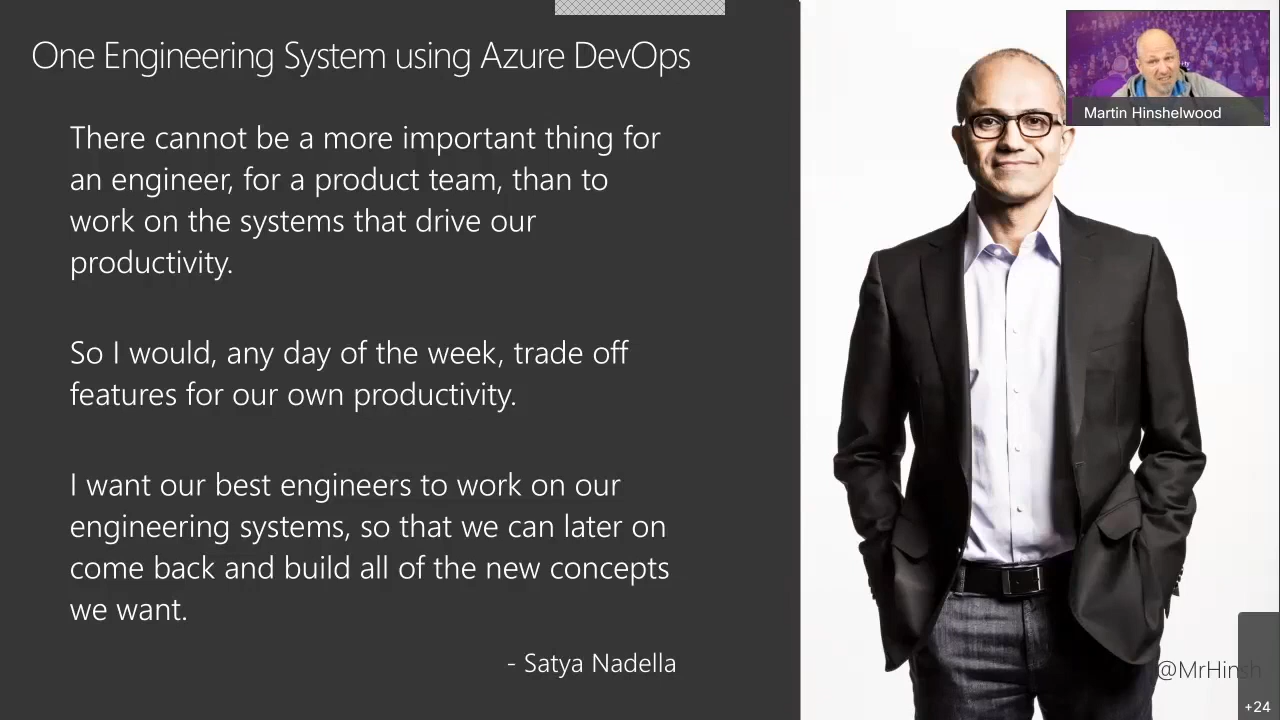 One Engineering System using Azure DevOps
There cannot be a more important thing for
an engineer, for a product team, than to
work on the systems that drive our
productivity.
So I would, any day of the week, trade off
features for our own productivity.
I want our best engineers to work on our
engineering systems, so that we can later on
come back and build all of the new concepts
we want.
- Satya Nadella
Martin Hinshelwood
@MrHinsh
+24